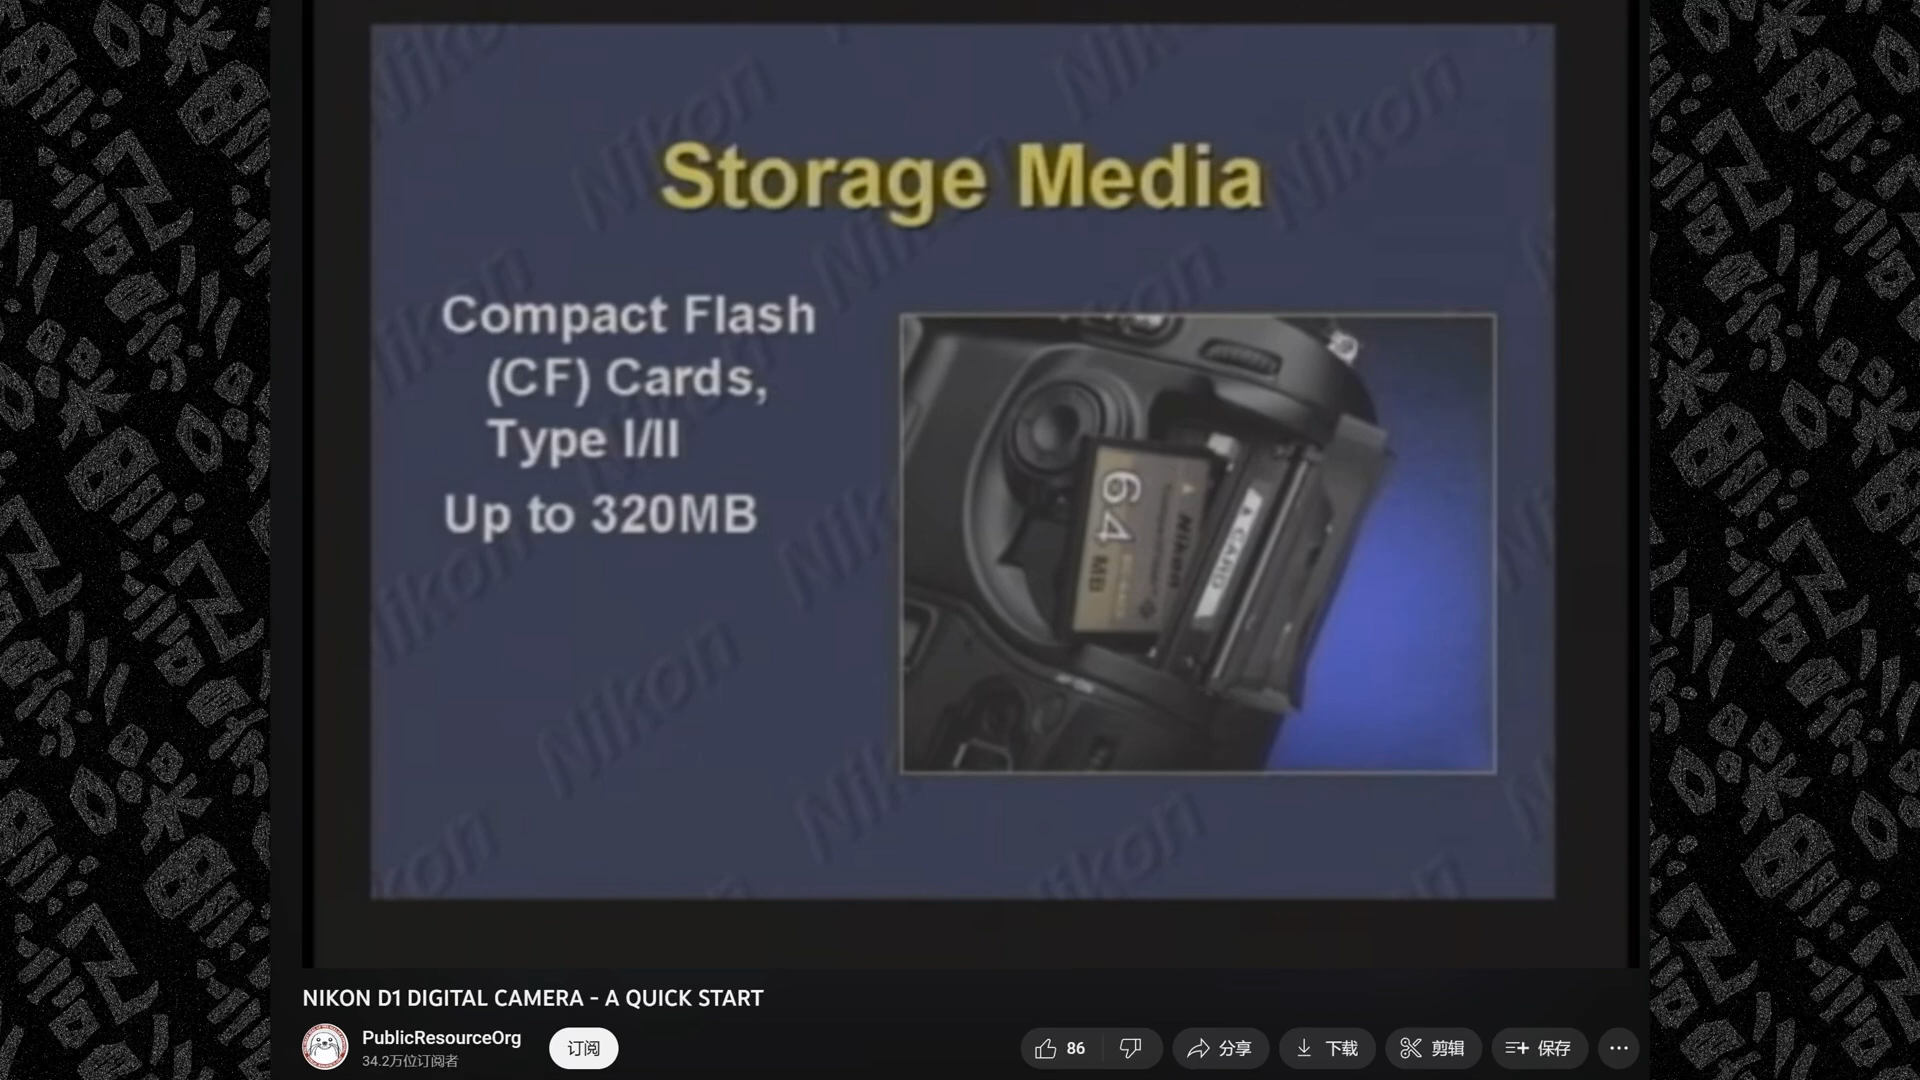 Storage Media
Compact Flash
(CF) Cards,
Type I/II
Up to 320MB
64 MB
Nikon
CARD
NIKON D1 DIGITAL CAMERA - A QUICK START
PublicResourceOrg
34.2万位订阅者
订阅
86
分享
下载
剪辑
保存